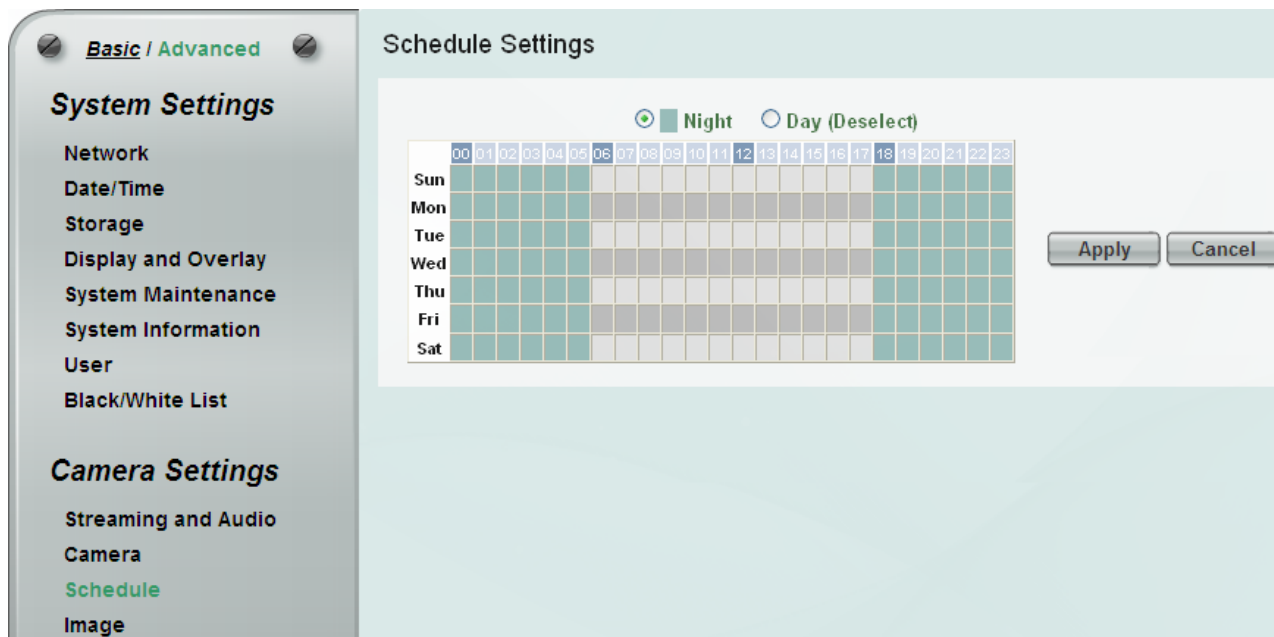 Basic / Advanced
System Settings
Network
Date/Time
Storage
Display and Overlay
System Maintenance
System Information
User
Black/White List
Camera Settings
Streaming and Audio
Camera
Schedule
Image
Schedule Settings
Night Day (Deselect)
00 01 02 03 04 05 06 07 08 09 10 11 12 13 14 15 16 17 18 19 20 21 22 23
Sun
Mon
Tue
Wed
Thu
Fri
Sat
Apply Cancel